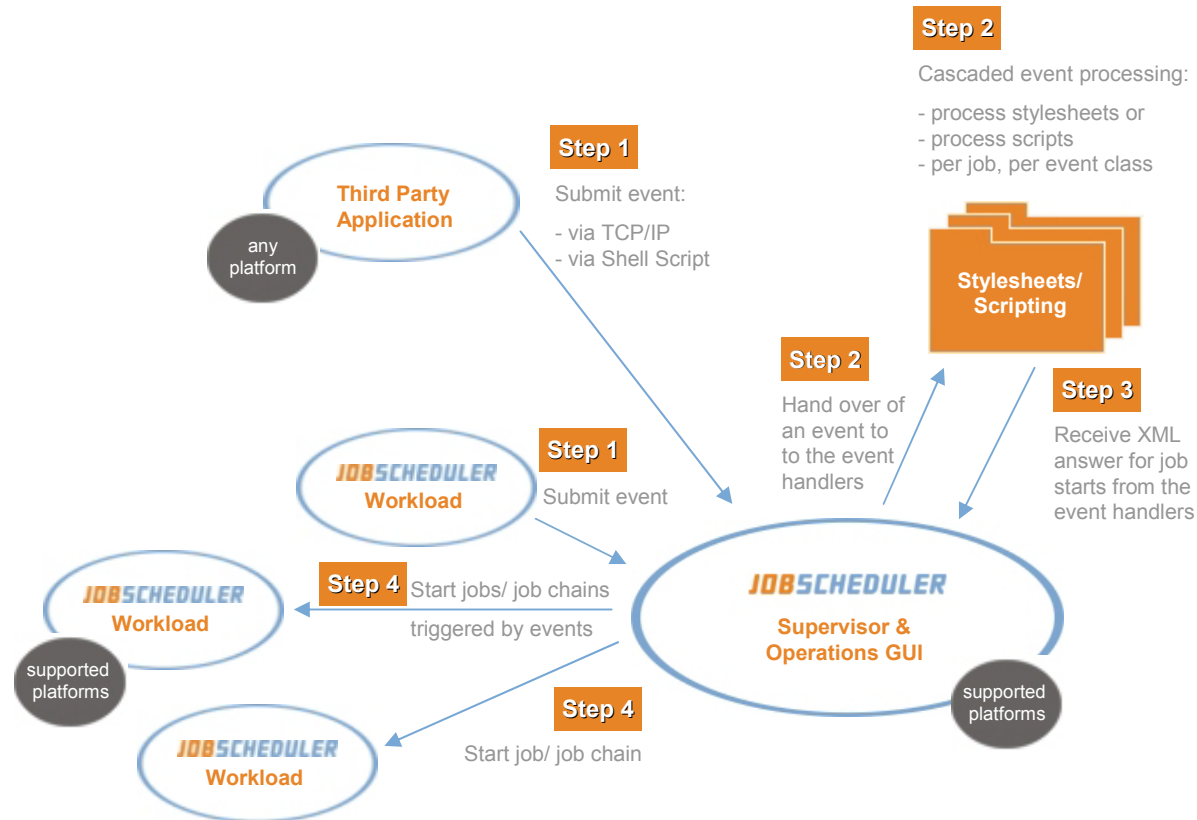 Step 2
Cascaded event processing:
- process stylesheets or
- process scripts
- per job, per event class
Step 1
Submit event:
- via TCP/IP
- via Shell Script
Third Party
Application
any
platform
Stylesheets/
Scripting
Step 2
Hand over of
an event to
to the event
handlers
Step 3
Receive XML
answer for job
starts from the
event handlers
Step 1
Submit event
JOBSCHEDULER
Workload
JOBSCHEDULER
Supervisor &
Operations GUI
supported
platforms
Step 4
Start jobs/ job chains
triggered by events
JOBSCHEDULER
Workload
supported
platforms
Step 4
Start job/ job chain
JOBSCHEDULER
Workload